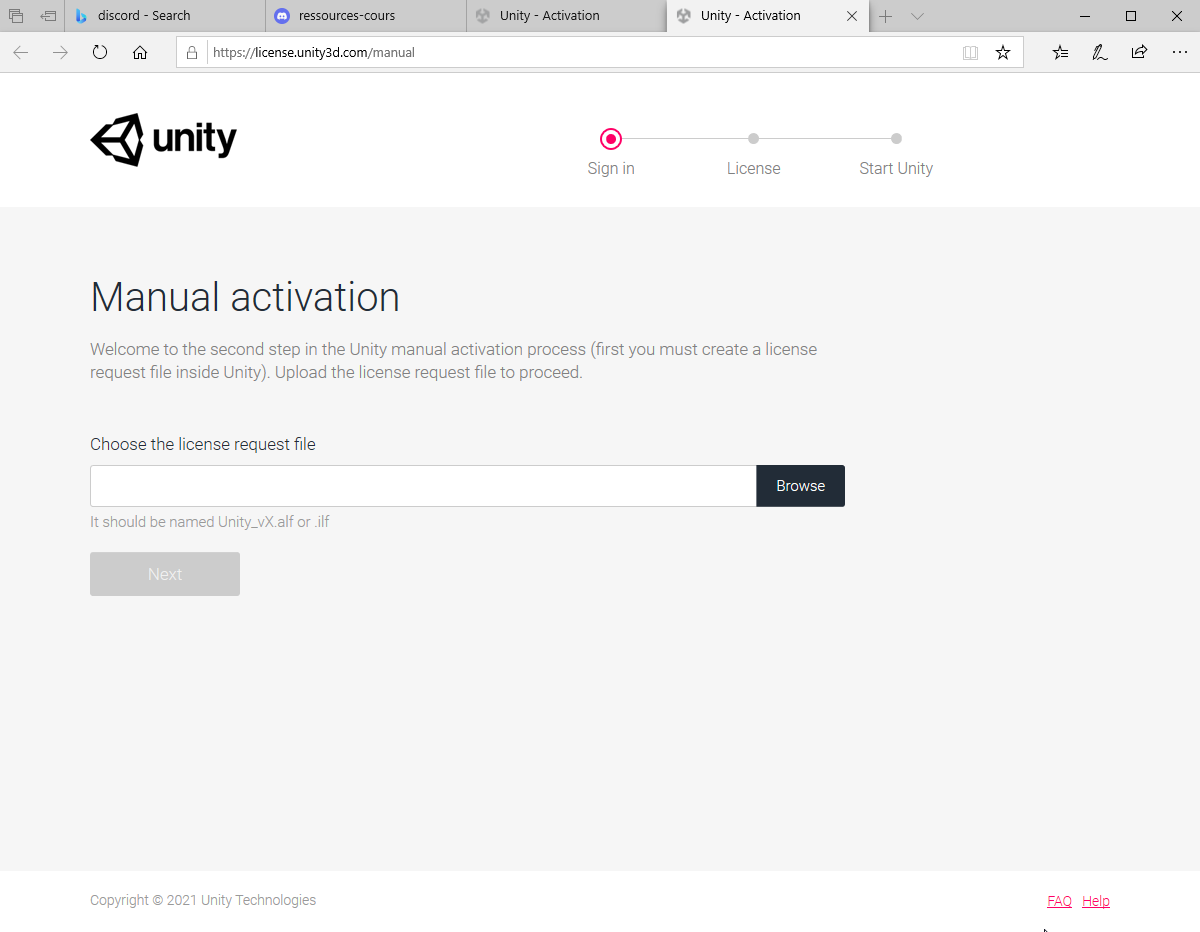 discord - Search
ressources-cours
Unity - Activation
Unity - Activation
https://license.unity3d.com/manual
unity
Sign in
License
Start Unity
Manual activation
Welcome to the second step in the Unity manual activation process (first you must create a license
request file inside Unity). Upload the license request file to proceed.
Choose the license request file
Browse
It should be named Unity_vX.alf or .ilf
Next
Copyright © 2021 Unity Technologies
FAQ Help